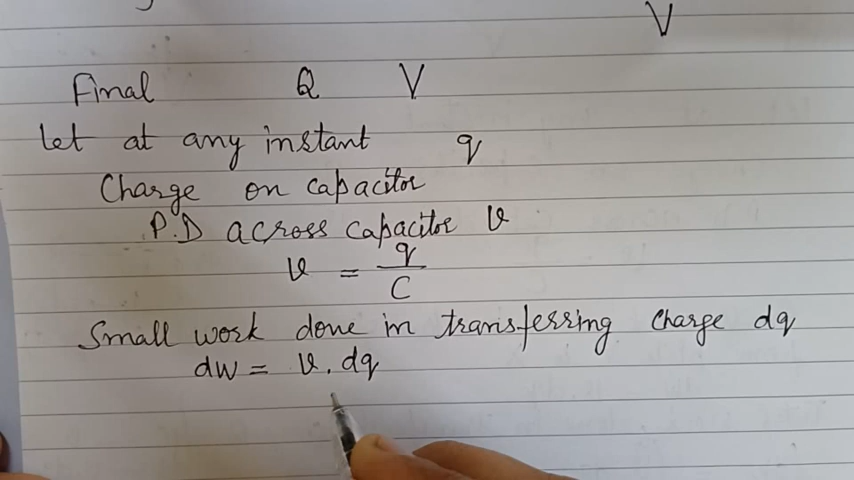 V
Final Q V
Let at any instant q
Charge on capacitor
P.D across capacitor v
v = q/C
Small work done in transferring charge dq
dW = v.dq